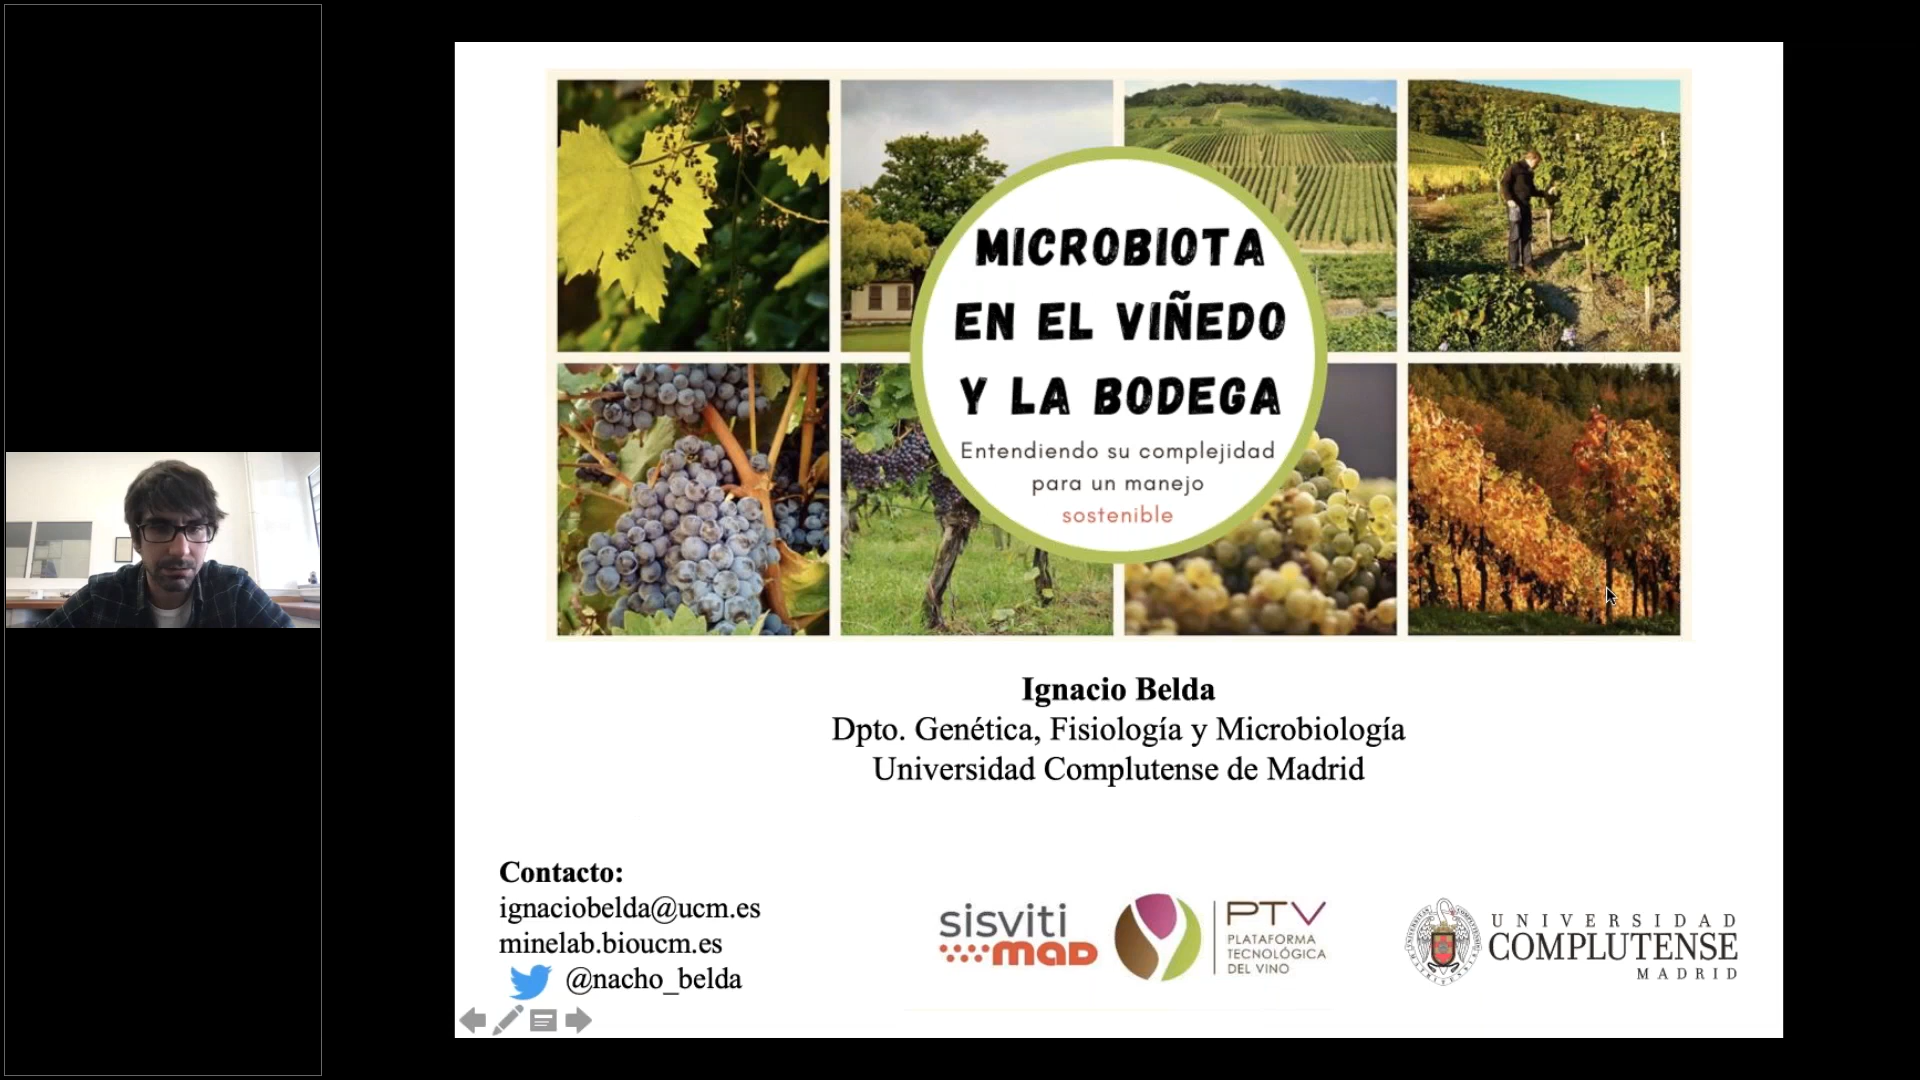 MICROBIOTA
EN EL VIÑEDO
Y LA BODEGA
Entendiendo su complejidad
para un manejo
sostenible
Ignacio Belda
Dpto. Genética, Fisiología y Microbiología
Universidad Complutense de Madrid
Contacto:
ignaciobelda@ucm.es
minelab.bioucm.es
@nacho_belda
sisviti
MAD
PTV
PLATAFORMA
TECNOLÓGICA
DEL VINO
UNIVERSIDAD
COMPLUTENSE
MADRID